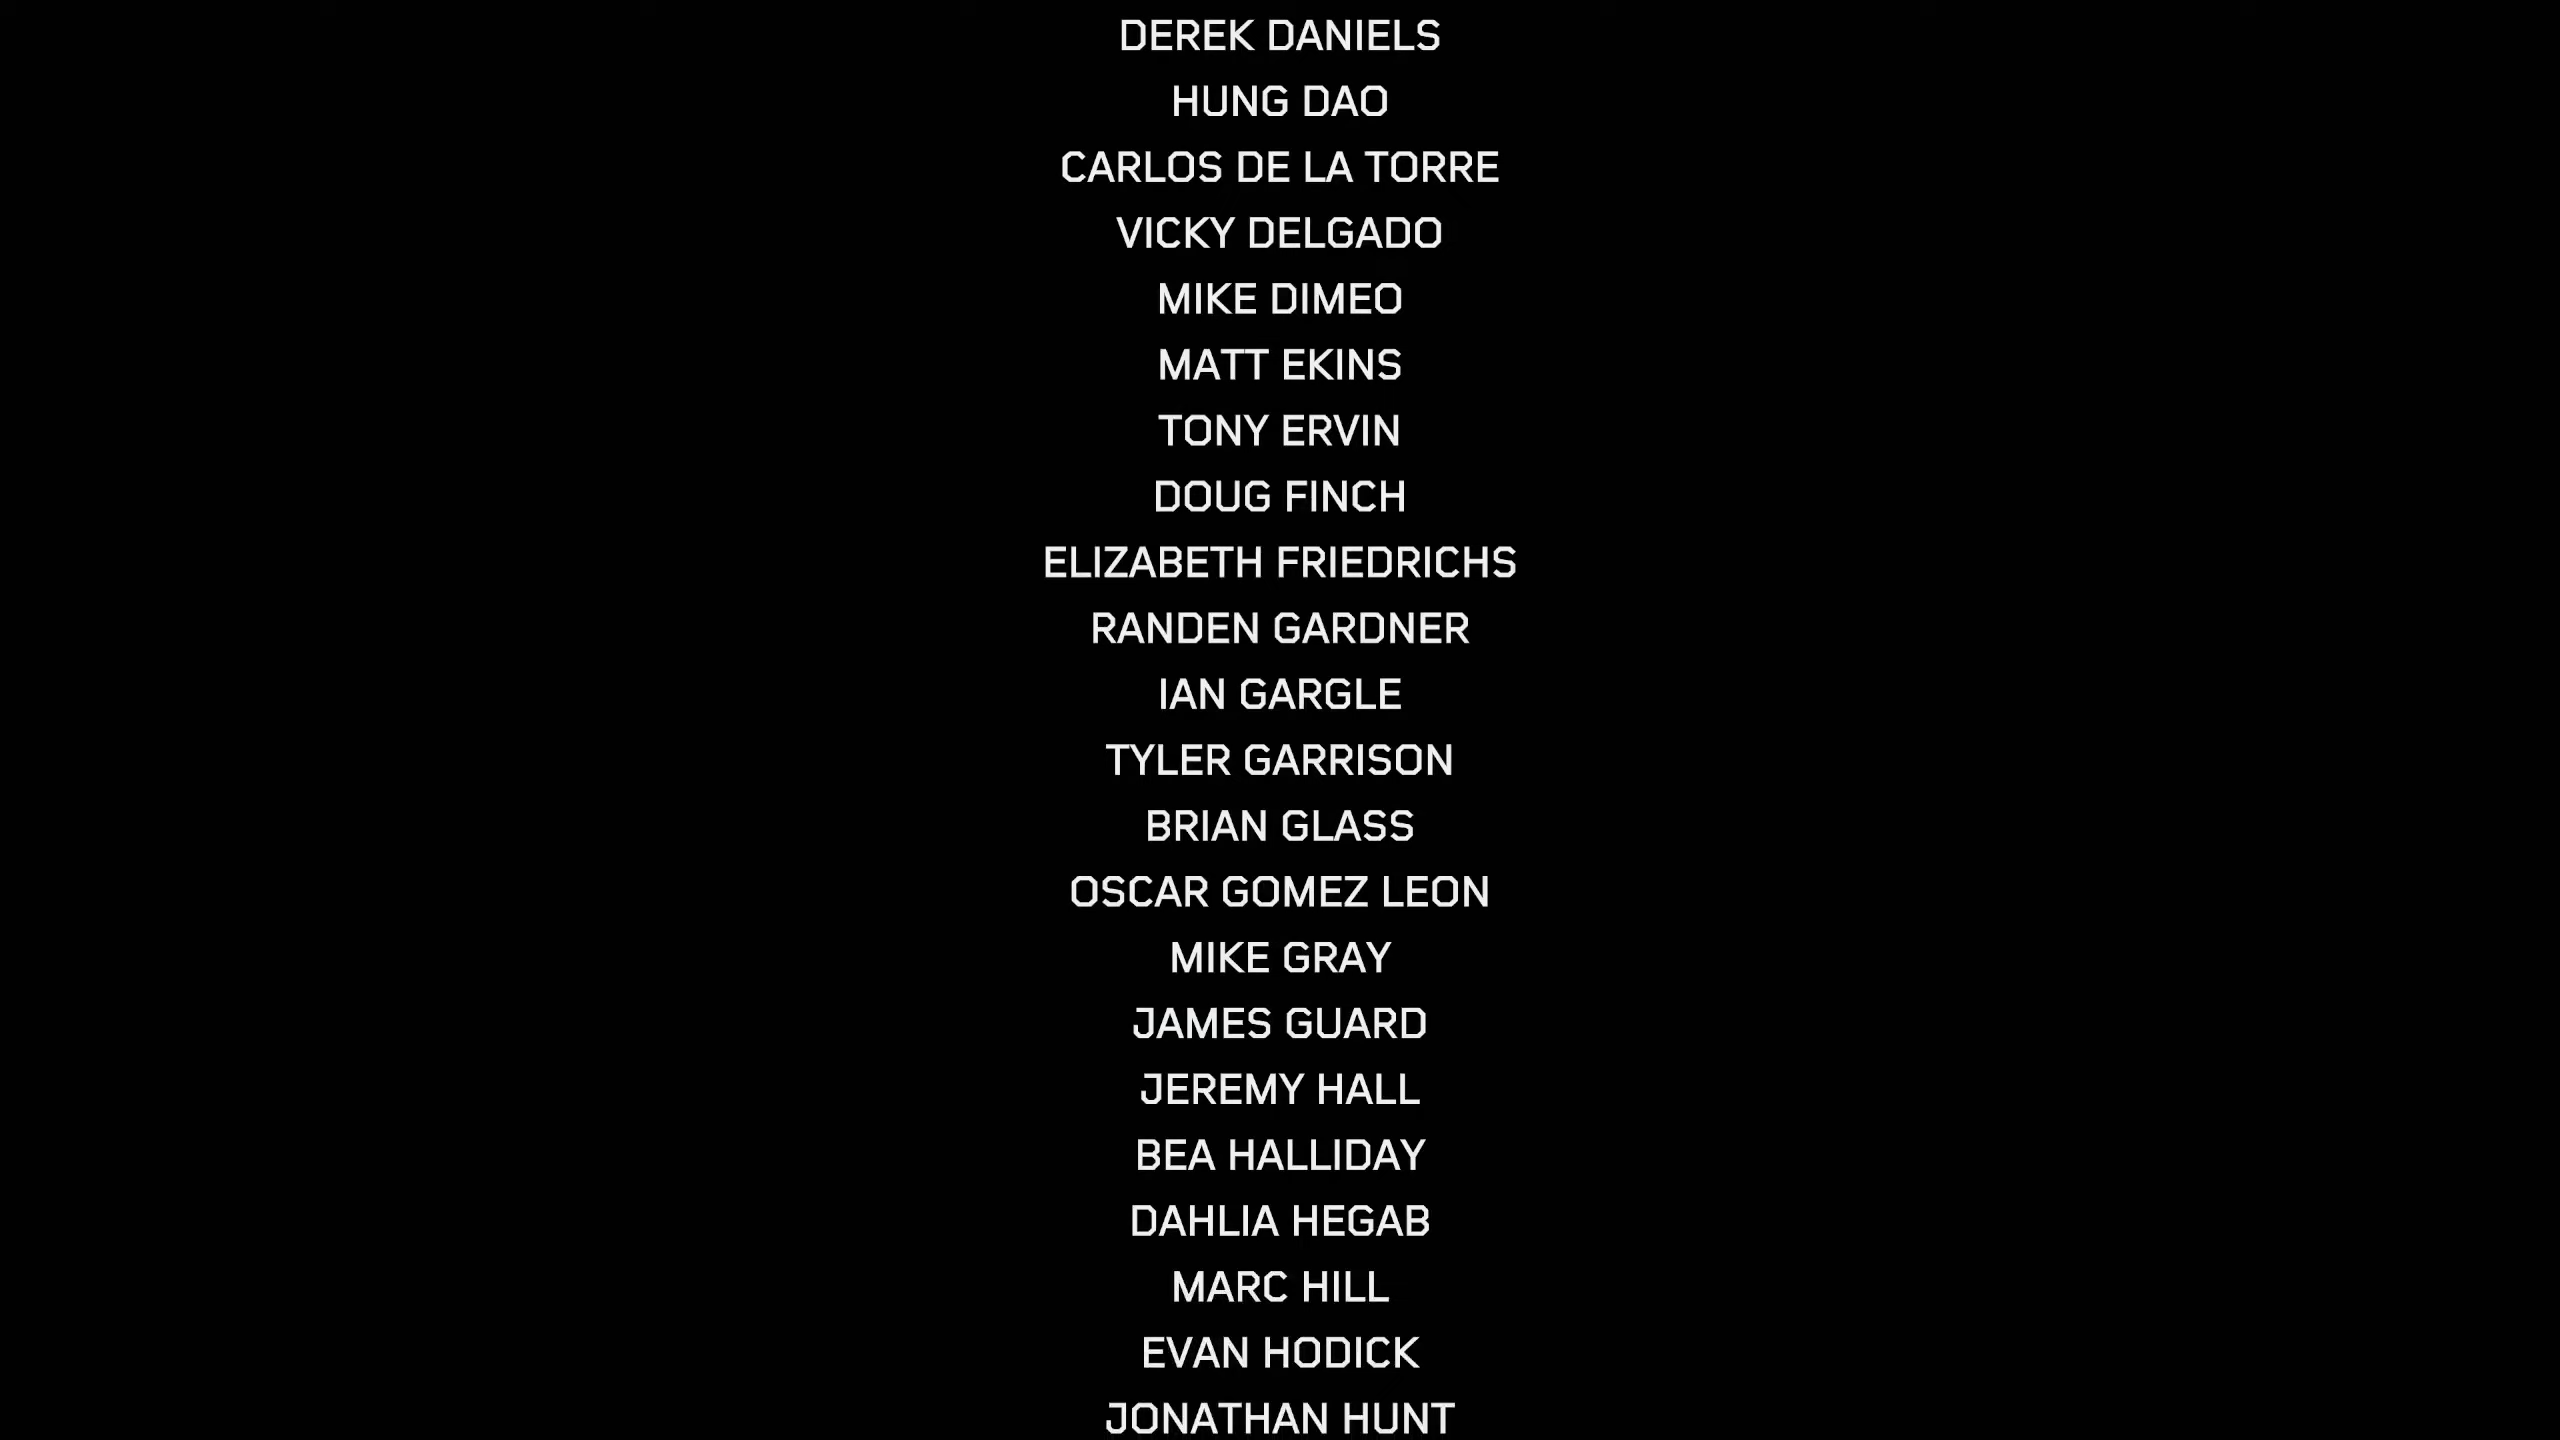 DEREK DANIELS
HUNG DAO
CARLOS DE LA TORRE
VICKY DELGADO
MIKE DIMEO
MATT EKINS
TONY ERVIN
DOUG FINCH
ELIZABETH FRIEDRICHS
RANDEN GARDNER
IAN GARGLE
TYLER GARRISON
BRIAN GLASS
OSCAR GOMEZ LEON
MIKE GRAY
JAMES GUARD
JEREMY HALL
BEA HALLIDAY
DAHLIA HEGAB
MARC HILL
EVAN HODICK
JONATHAN HUNT